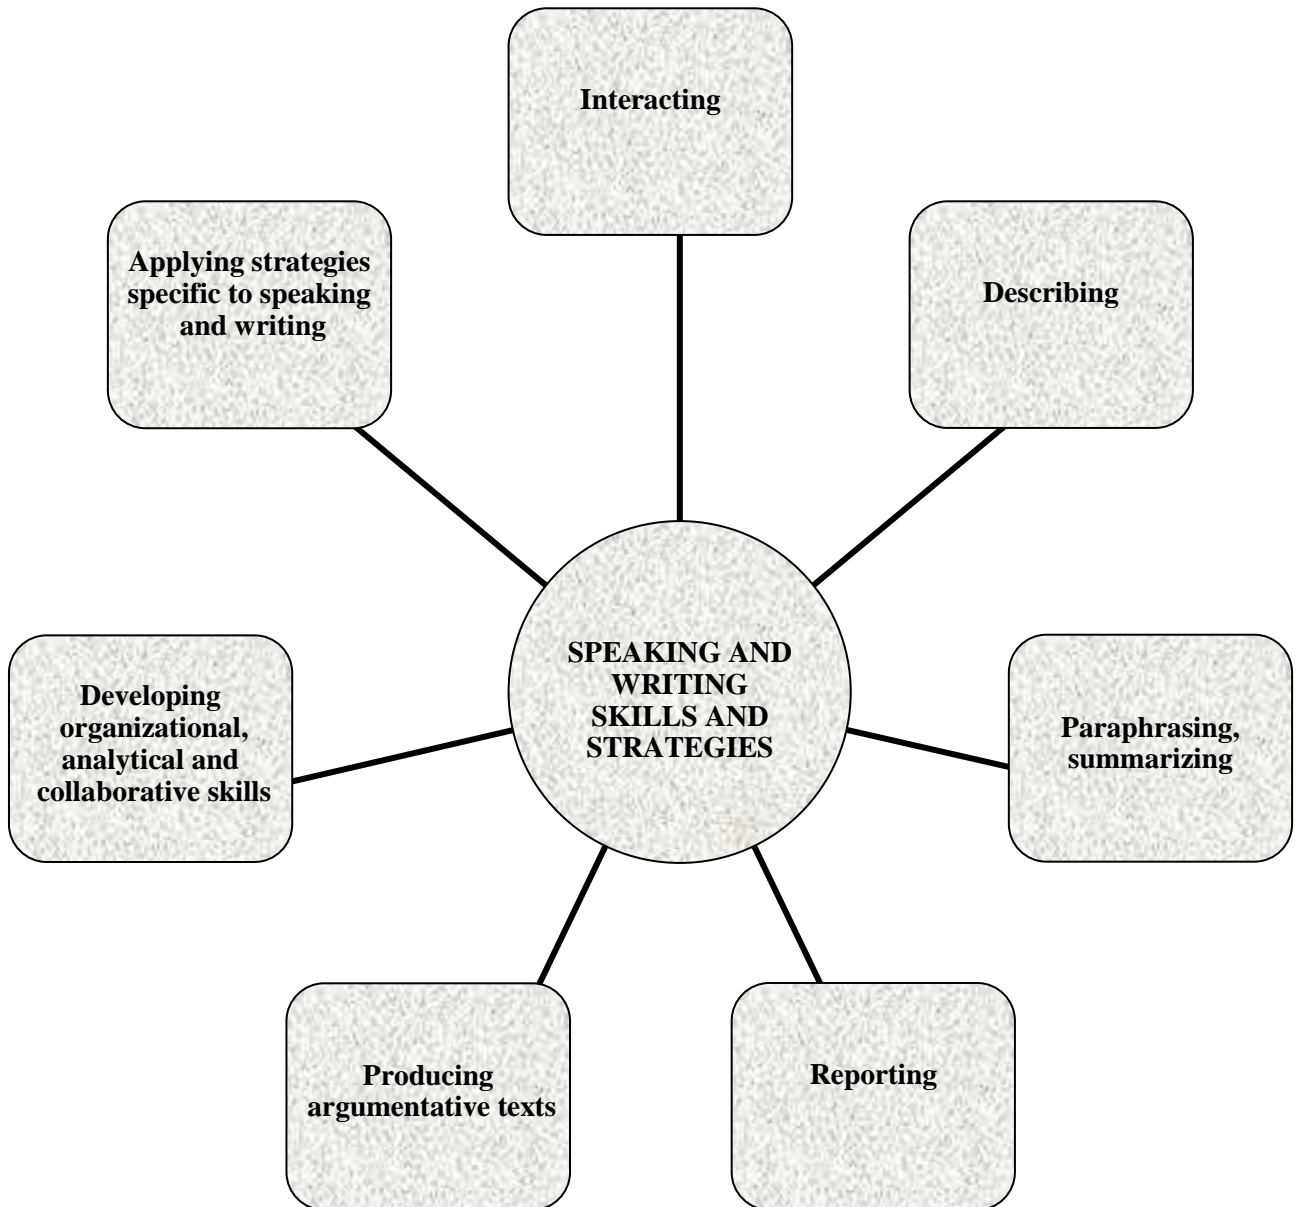 Interacting
Applying strategies
specific to speaking
and writing
Describing
SPEAKING AND
WRITING
SKILLS AND
STRATEGIES
Developing
organizational,
analytical and
collaborative skills
Paraphrasing,
summarizing
Producing
argumentative texts
Reporting